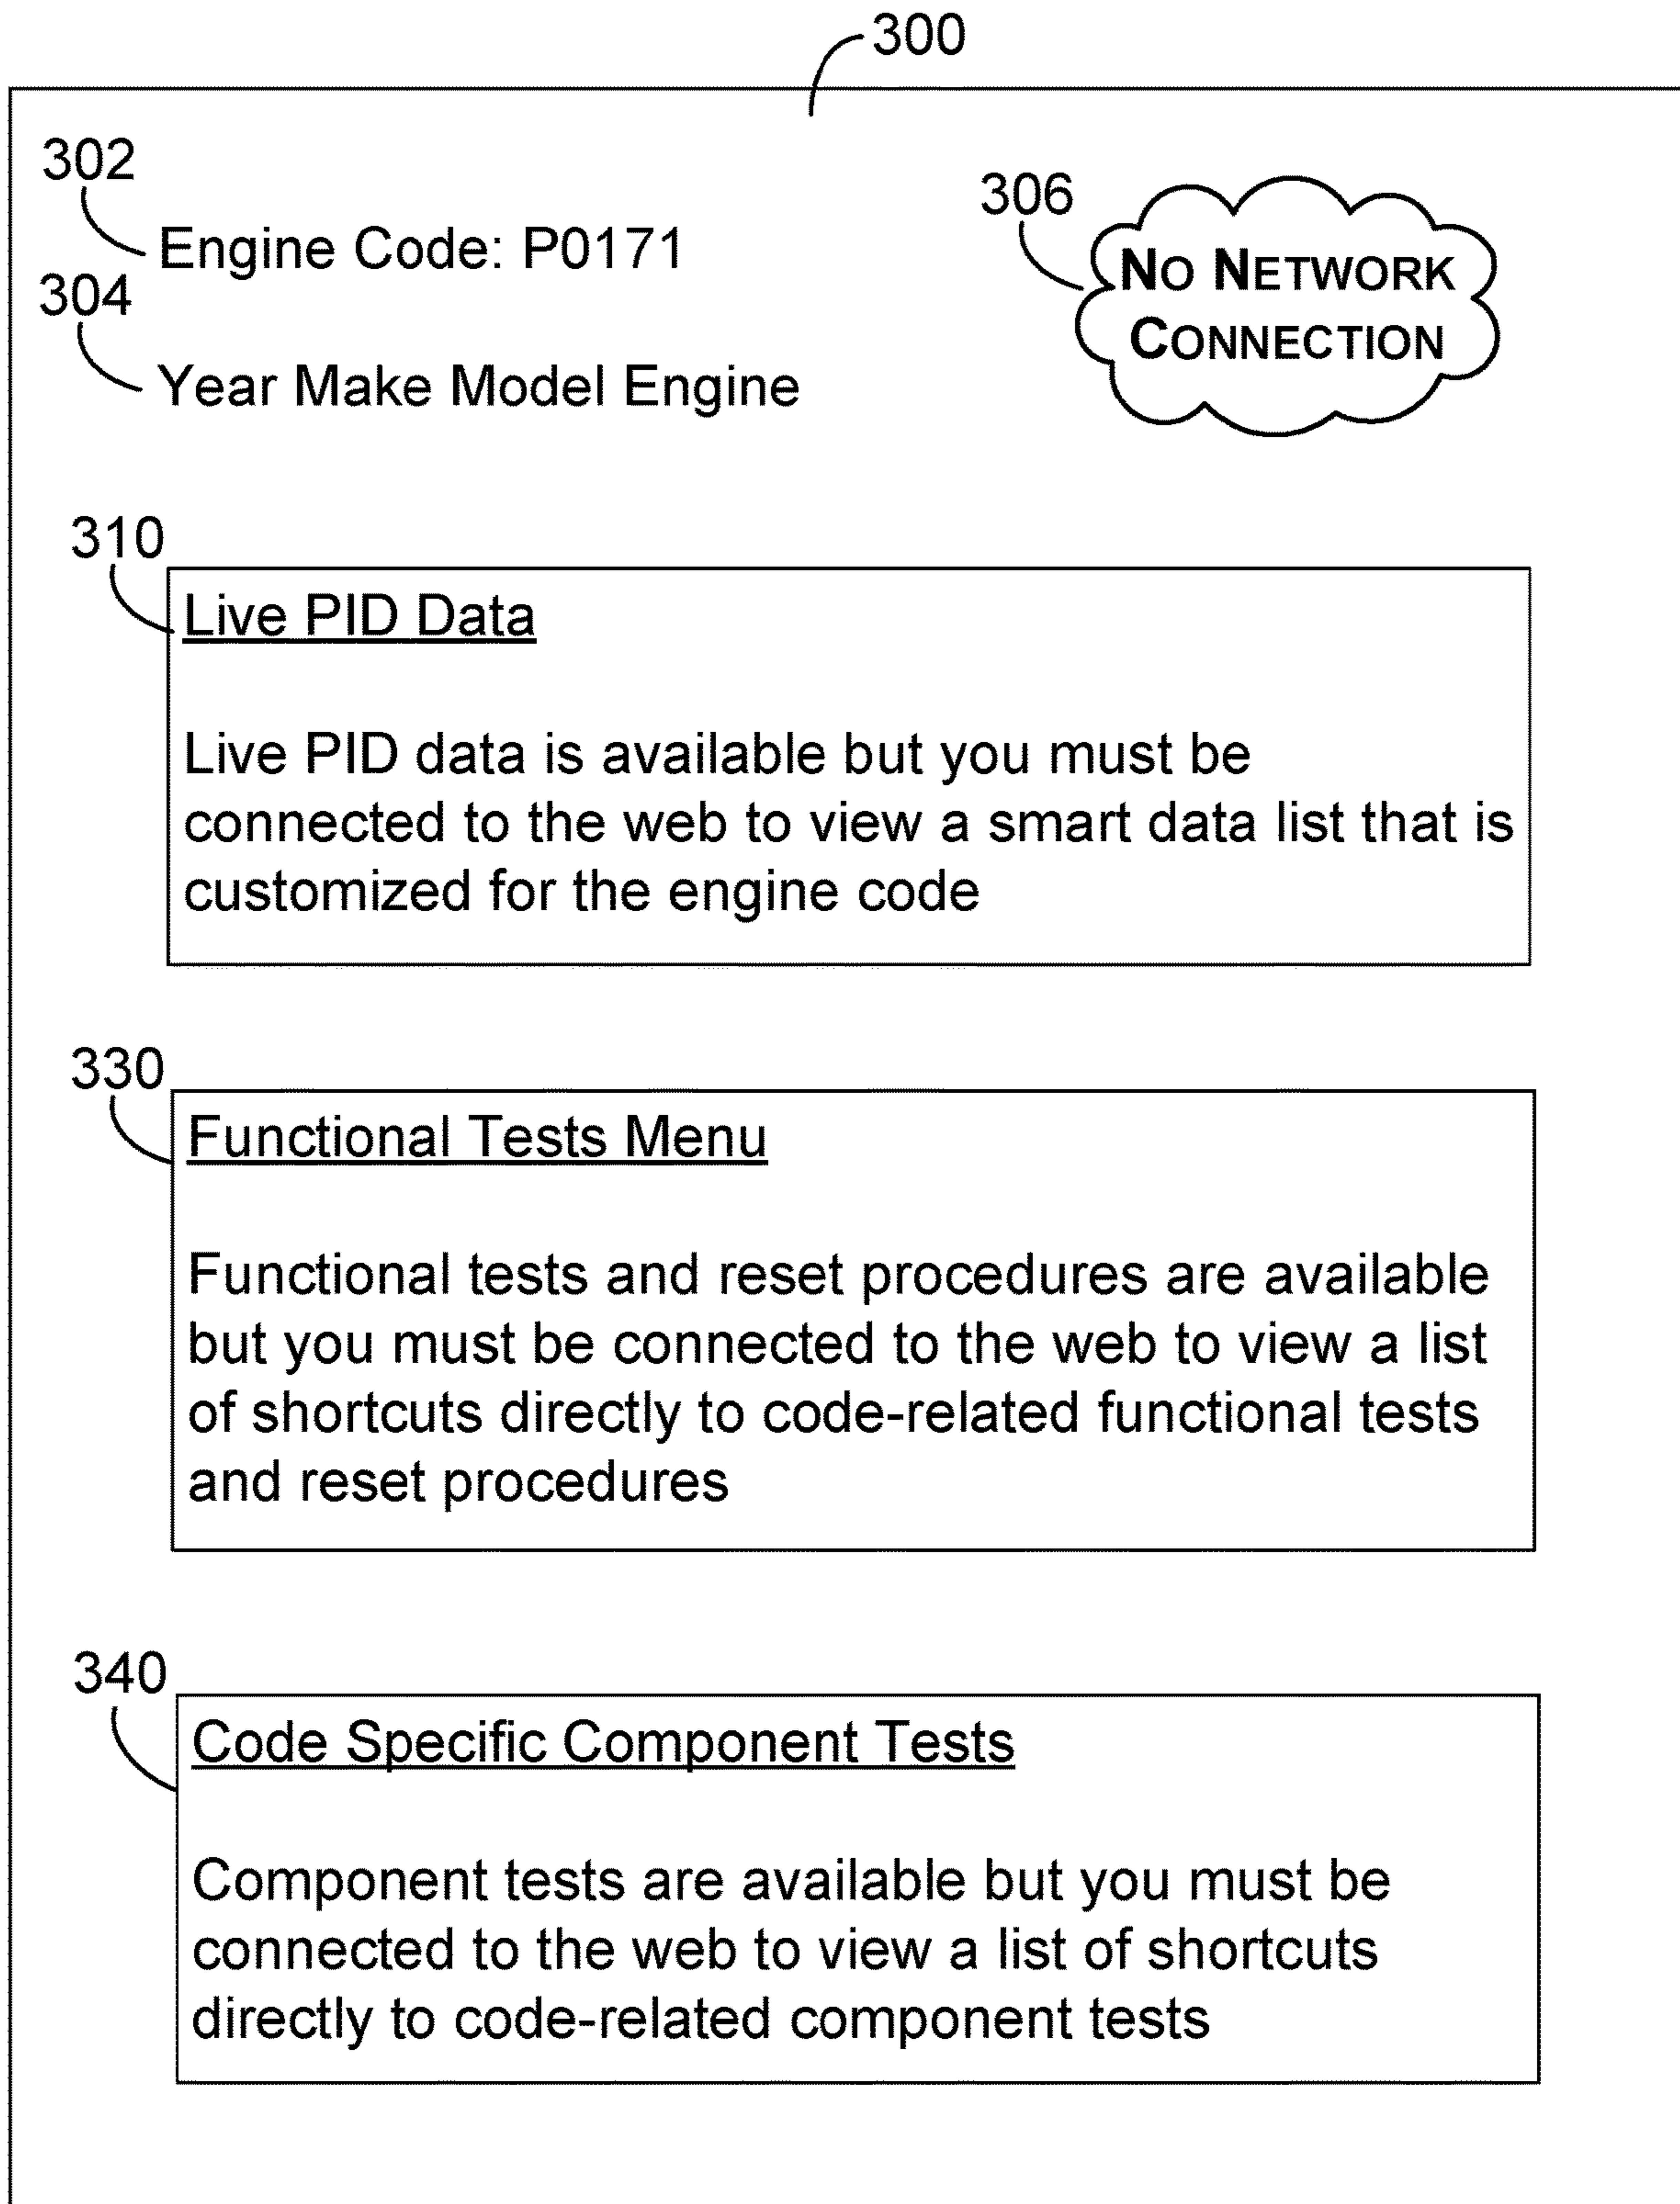 300
302
Engine Code: P0171
304
Year Make Model Engine
306
NO NETWORK
CONNECTION
310
Live PID Data
Live PID data is available but you must be
connected to the web to view a smart data list that is
customized for the engine code
330
Functional Tests Menu
Functional tests and reset procedures are available
but you must be connected to the web to view a list
of shortcuts directly to code-related functional tests
and reset procedures
340
Code Specific Component Tests
Component tests are available but you must be
connected to the web to view a list of shortcuts
directly to code-related component tests